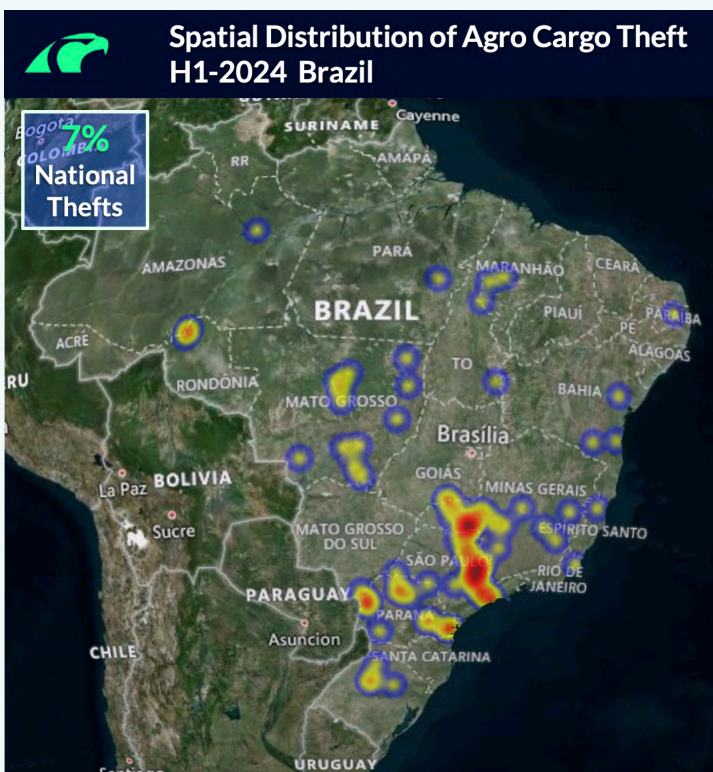 Spatial Distribution of Agro Cargo Theft
H1-2024 Brazil
Bogota
7%
National
Thefts
SURINAME
Cayenne
RR
AMAPÁ
AMAZONAS
PARÁ
MARANHÃO
CEARÁ
BRAZIL
PIAUÍ
PARAÍBA
PE
ACRE
ALAGOAS
RU
RONDÔNIA
TO
MATO GROSSO
BAHIA
Brasília
La Paz
BOLIVIA
GOIÁS
MINAS GERAIS
Sucre
MATO GROSSO
DO SUL
ESPIRITO SANTO
SÃO PAULO
RIO DE
JANEIRO
PARAGUAY
PARANÁ
Asuncion
CHILE
SANTA CATARINA
URUGUAY